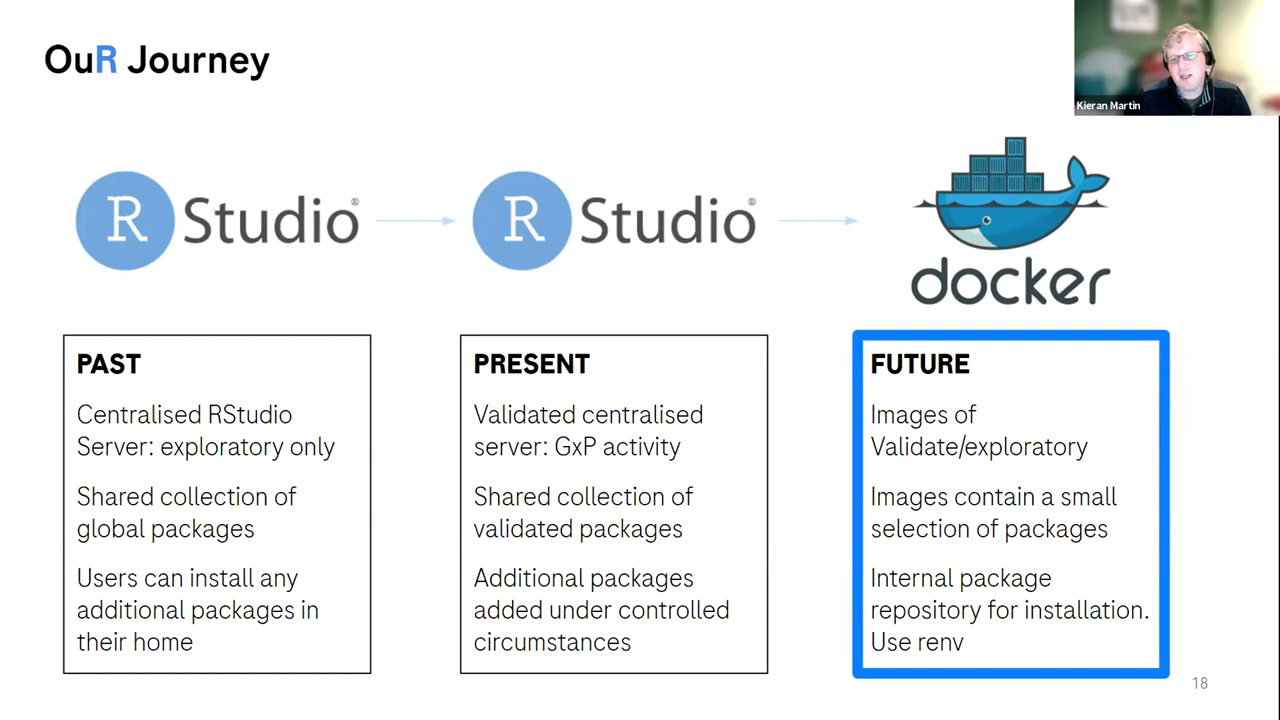 OuR Journey
Kieran Martin
R Studio®
R Studio®
docker
PAST
Centralised RStudio
Server: exploratory only
Shared collection of
global packages
Users can install any
additional packages in
their home
PRESENT
Validated centralised
server: GxP activity
Shared collection of
validated packages
Additional packages
added under controlled
circumstances
FUTURE
Images of
Validate/exploratory
Images contain a small
selection of packages
Internal package
repository for installation.
Use renv
18